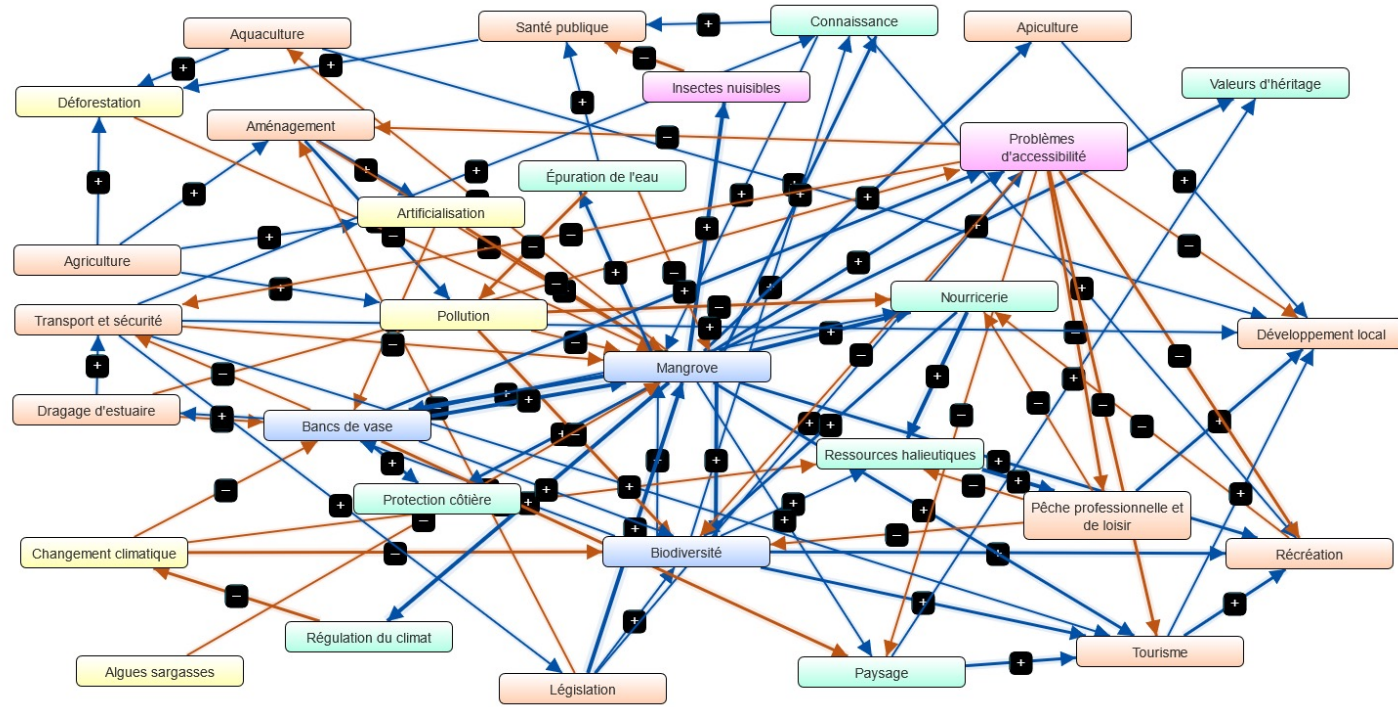 Aquaculture
Santé publique
Connaissance
Apiculture
Insectes nuisibles
Valeurs d'héritage
Déforestation
Aménagement
Problèmes
d'accessibilité
Épuration de l'eau
Artificialisation
Agriculture
Nourricerie
Transport et sécurité
Pollution
Développement local
Mangrove
Dragage d'estuaire
Bancs de vase
Ressources halieutiques
Protection côtière
Pêche professionnelle et
de loisir
Changement climatique
Biodiversité
Récréation
Régulation du climat
Tourisme
Algues sargasses
Paysage
Législation